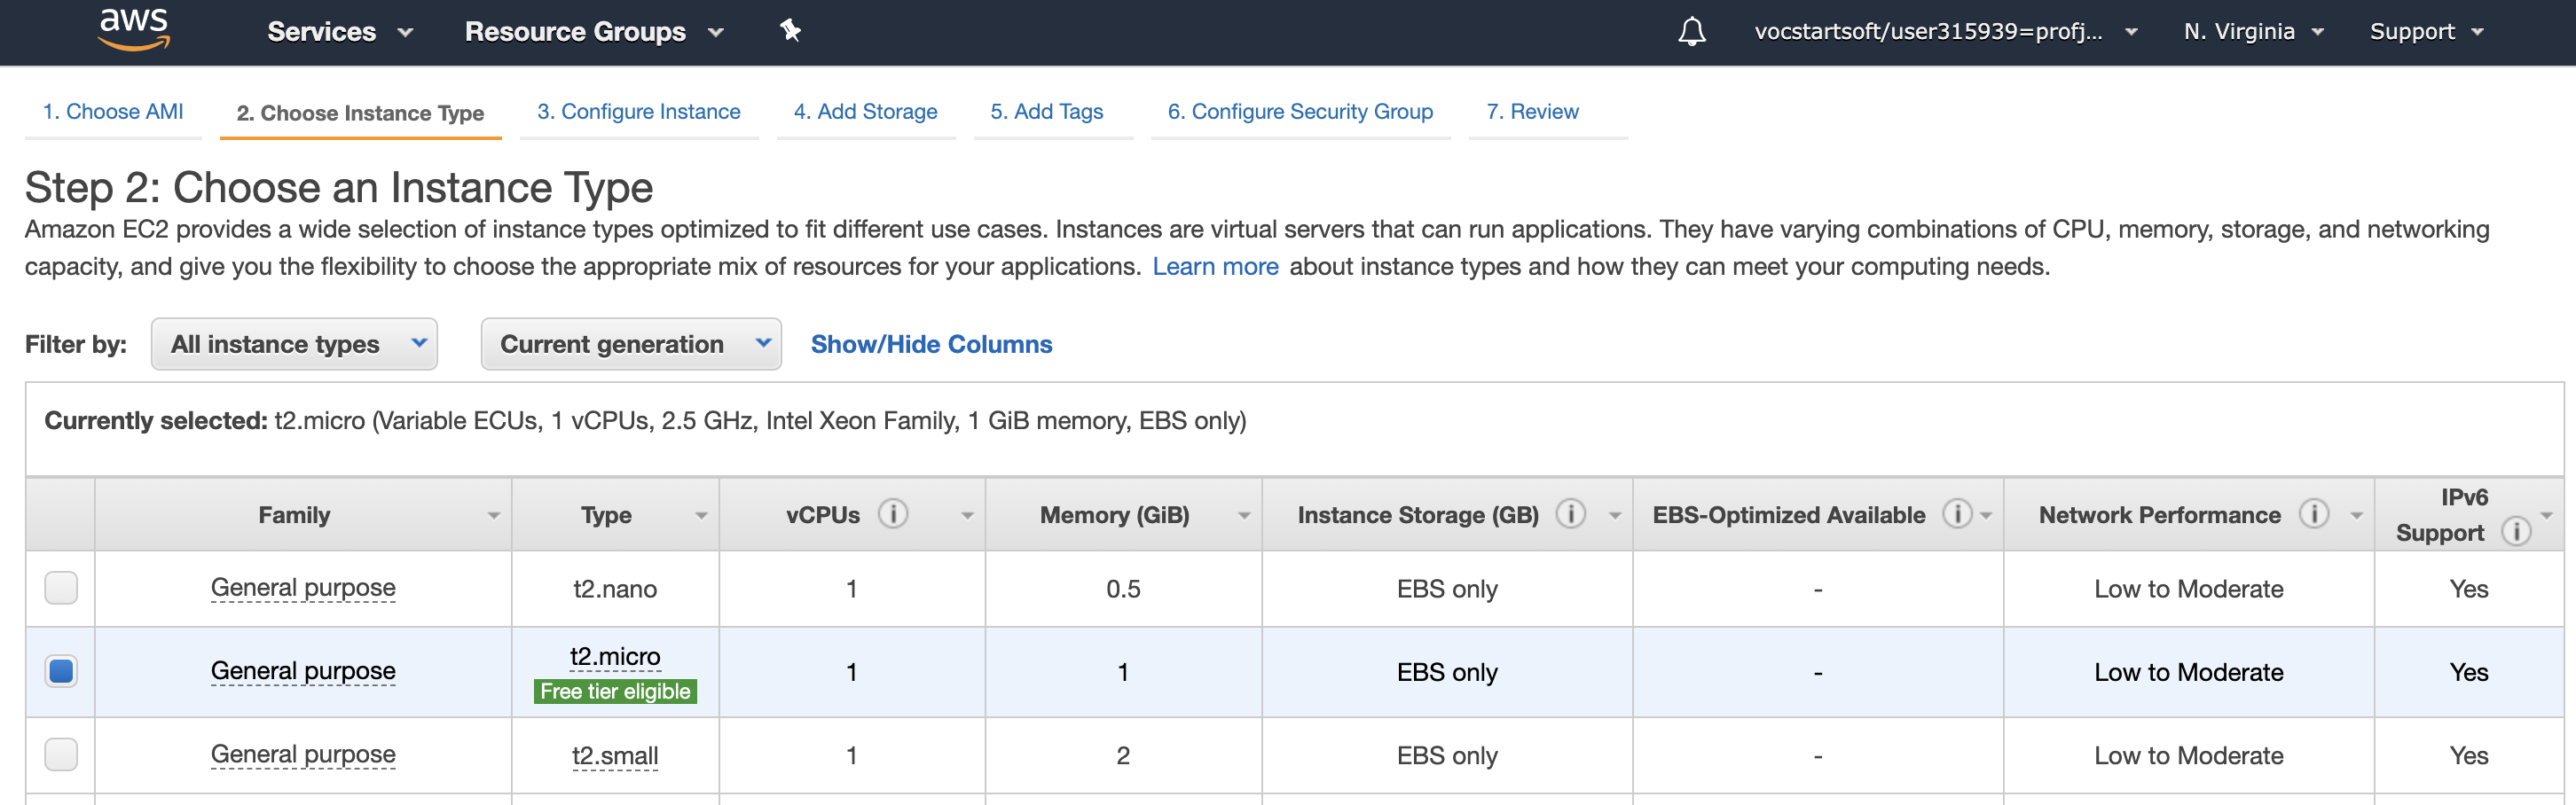 aws Services Resource Groups vocstartsoft/user315939=profj... N. Virginia Support
1. Choose AMI 2. Choose Instance Type 3. Configure Instance 4. Add Storage 5. Add Tags 6. Configure Security Group 7. Review
Step 2: Choose an Instance Type
Amazon EC2 provides a wide selection of instance types optimized to fit different use cases. Instances are virtual servers that can run applications. They have varying combinations of CPU, memory, storage, and networking
capacity, and give you the flexibility to choose the appropriate mix of resources for your applications. Learn more about instance types and how they can meet your computing needs.
Filter by: All instance types Current generation Show/Hide Columns
Currently selected: t2.micro (Variable ECUs, 1 vCPUs, 2.5 GHz, Intel Xeon Family, 1 GiB memory, EBS only)
Family Type vCPUs i Memory (GiB) Instance Storage (GB) i EBS-Optimized Available i Network Performance i IPv6
Support i
General purpose t2.nano 1 0.5 EBS only - Low to Moderate Yes
General purpose t2.micro 1 1 EBS only - Low to Moderate Yes
Free tier eligible
General purpose t2.small 1 2 EBS only - Low to Moderate Yes